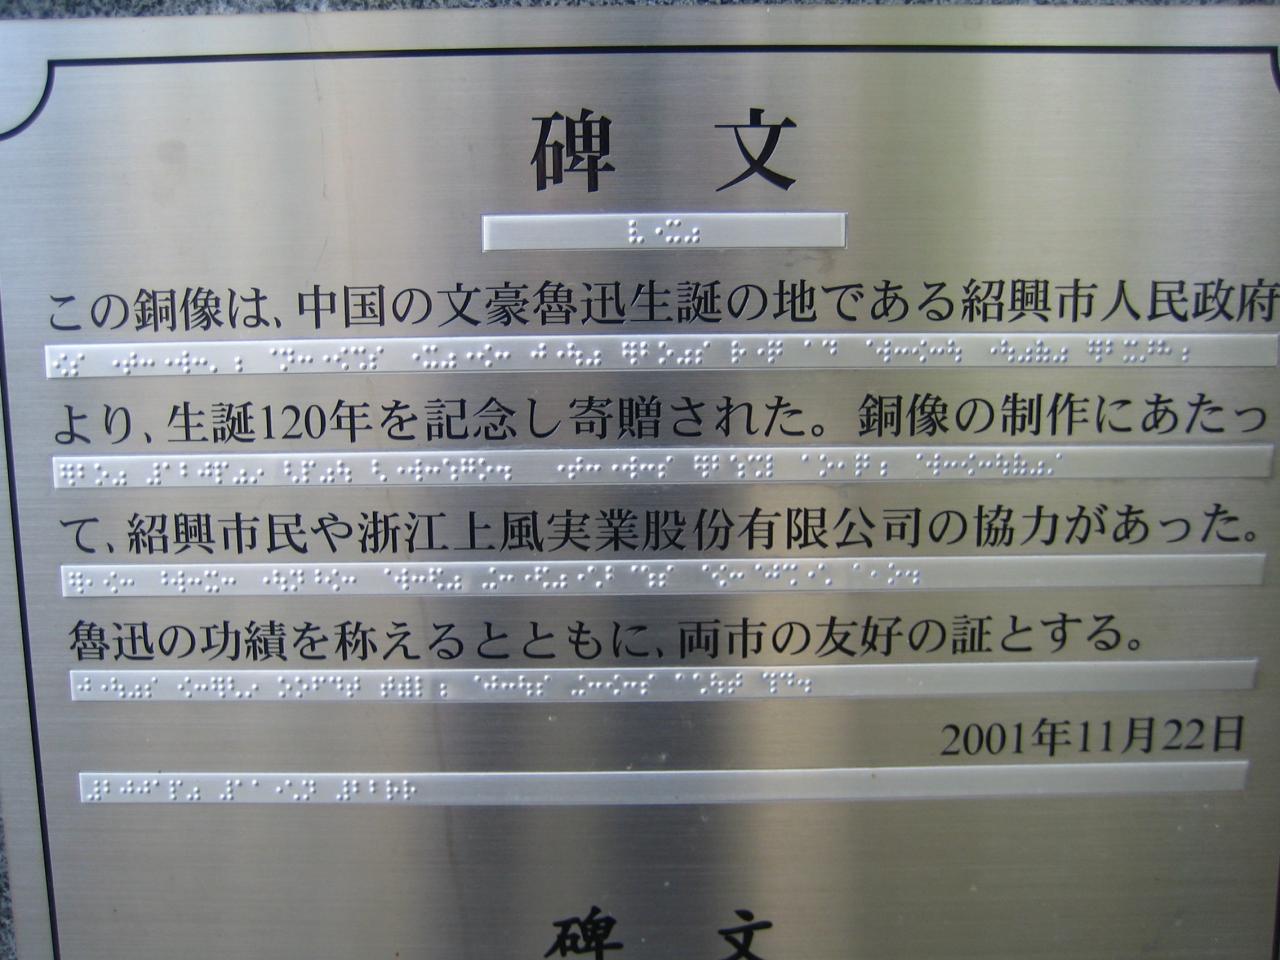 碑文
この銅像は、中国の文豪魯迅生誕の地である紹興市人民政府
より、生誕120年を記念し寄贈された。銅像の制作にあたっ
て、紹興市民や浙江上風実業股份有限公司の協力があった。
魯迅の功績を称えるとともに、両市の友好の証とする。
2001年11月22日
碑文